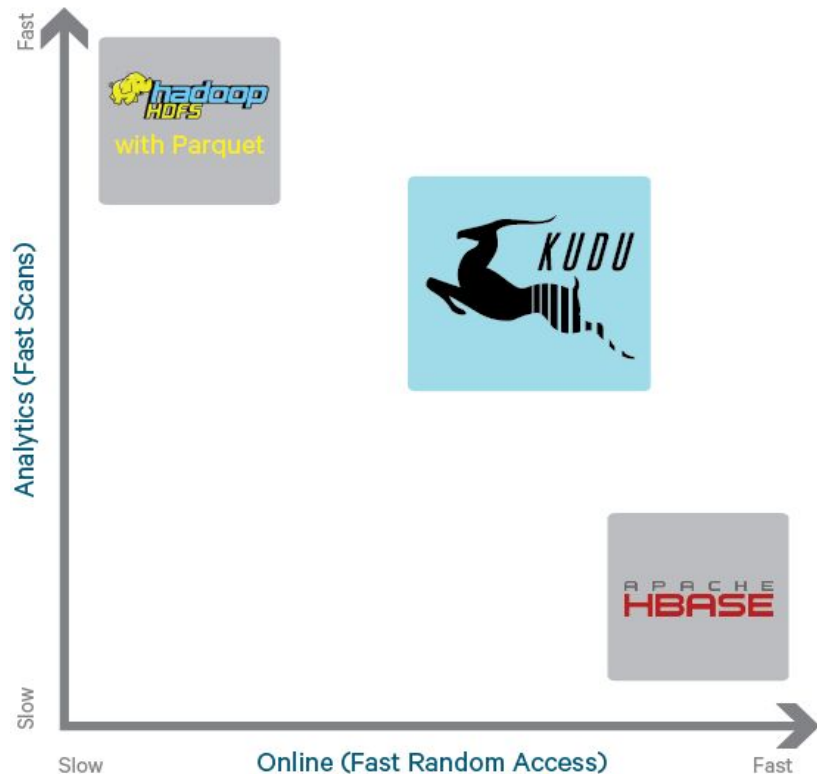 Fast
hadoop
HDFS
with Parquet
KUDU
Analytics (Fast Scans)
APACHE
HBASE
Slow
Slow
Online (Fast Random Access)
Fast